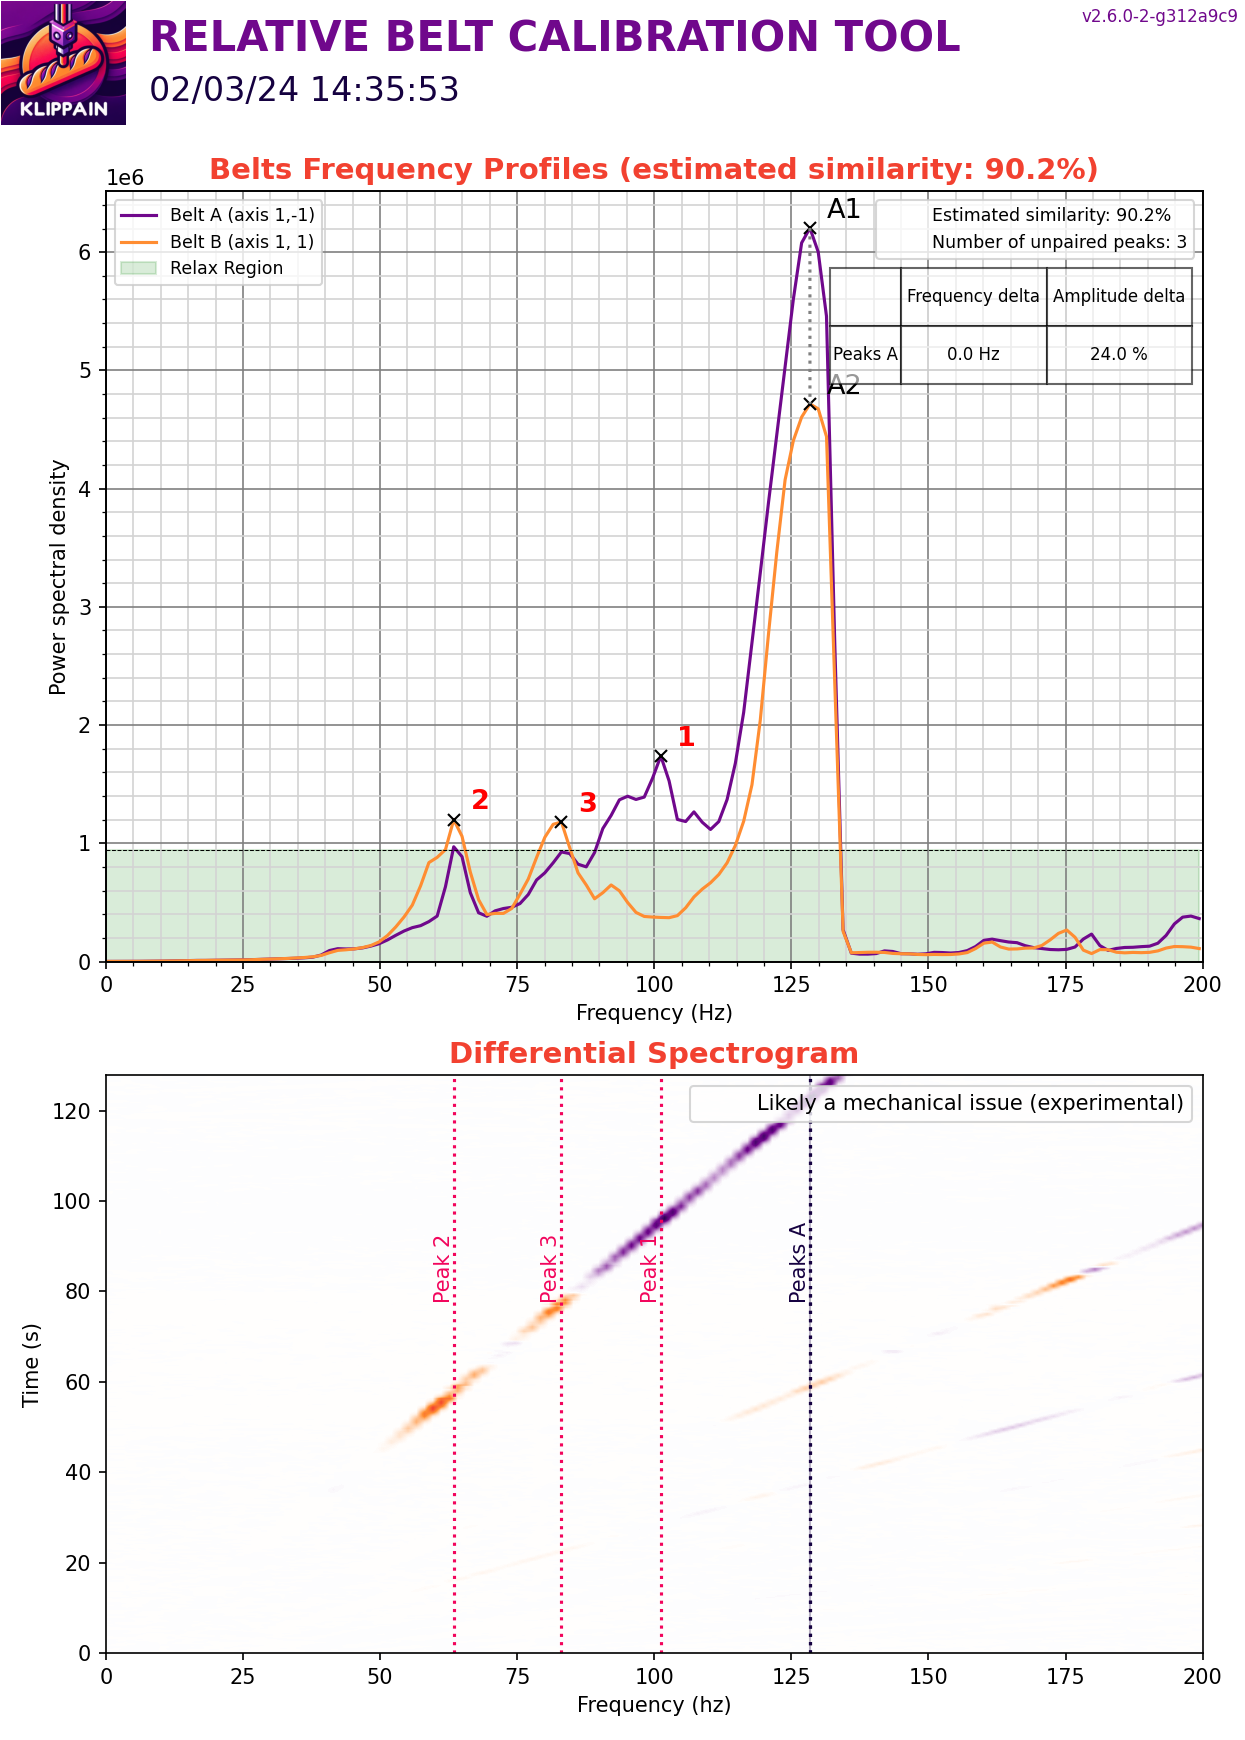 RELATIVE BELT CALIBRATION TOOL
v2.6.0-2-g312a9c9
02/03/24 14:35:53
KLIPPAIN
Belts Frequency Profiles (estimated similarity: 90.2%)
1e6
Belt A (axis 1,-1)
Belt B (axis 1, 1)
Relax Region
A1
Estimated similarity: 90.2%
Number of unpaired peaks: 3
Frequency delta Amplitude delta
Peaks A 0.0 Hz 24.0 %
A2
6
5
4
3
2
1
0
Power spectral density
2
3
1
0 25 50 75 100 125 150 175 200
Frequency (Hz)
Differential Spectrogram
Likely a mechanical issue (experimental)
120
100
80
60
40
20
0
Time (s)
Peak 2
Peak 3
Peak 1
Peaks A
0 25 50 75 100 125 150 175 200
Frequency (hz)